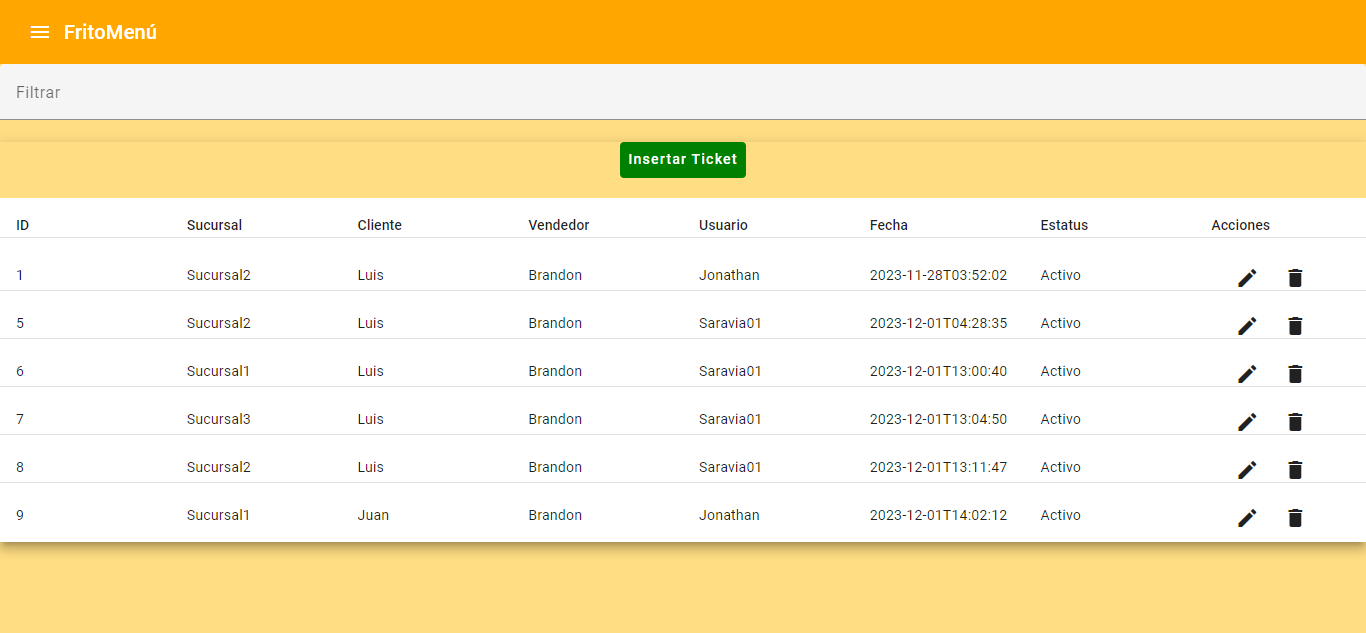 FritoMenú
Filtrar
Insertar Ticket
ID Sucursal Cliente Vendedor Usuario Fecha Estatus Acciones
1 Sucursal2 Luis Brandon Jonathan 2023-11-28T03:52:02 Activo
5 Sucursal2 Luis Brandon Saravia01 2023-12-01T04:28:35 Activo
6 Sucursal1 Luis Brandon Saravia01 2023-12-01T13:00:40 Activo
7 Sucursal3 Luis Brandon Saravia01 2023-12-01T13:04:50 Activo
8 Sucursal2 Luis Brandon Saravia01 2023-12-01T13:11:47 Activo
9 Sucursal1 Juan Brandon Jonathan 2023-12-01T14:02:12 Activo